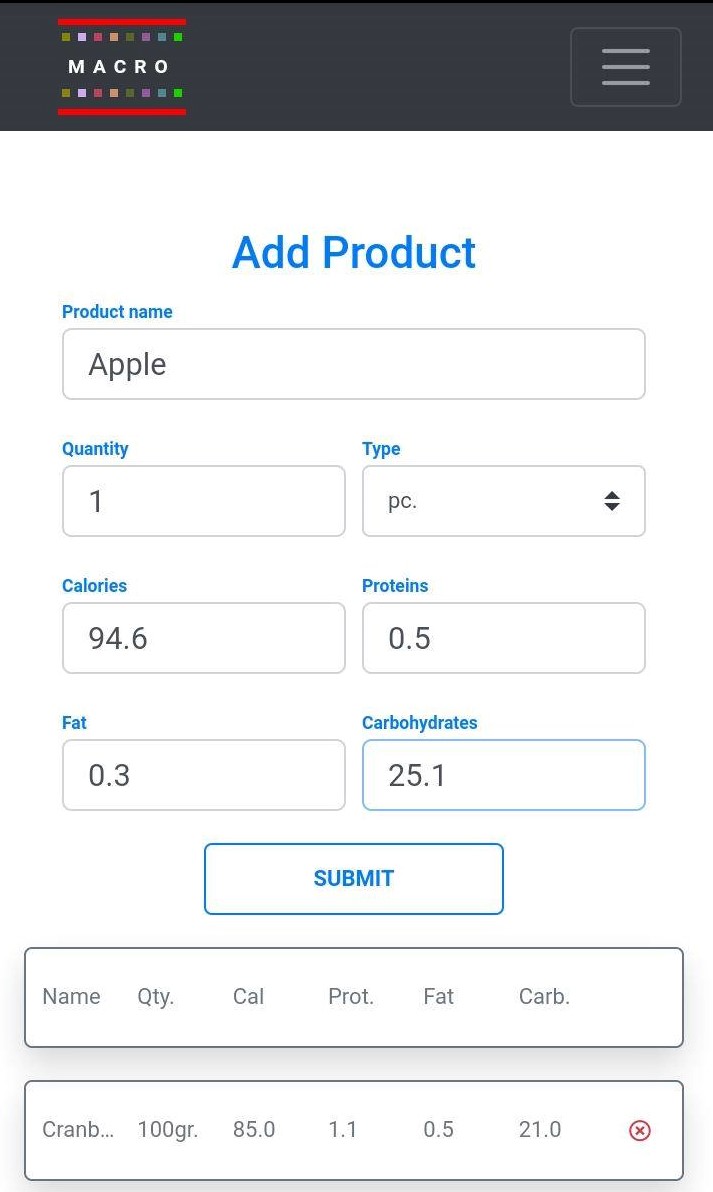 MACRO
Add Product
Product name
Apple
Quantity Type
1 pc.
Calories Proteins
94.6 0.5
Fat Carbohydrates
0.3 25.1
SUBMIT
Name Qty. Cal Prot. Fat Carb.
Cranb... 100gr. 85.0 1.1 0.5 21.0